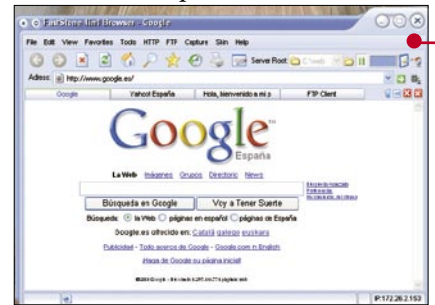 FairStone 1in1 Browser - Google
File Edit View Favorites Tools HTTP FTP Capture Skin Help
Server Root:
Adress: http://www.google.es/
Google Yahoo! España Hola, bienvenido a mi p FTP Client
Google
España
La Web Imágenes Grupos Directorio News
Búsqueda en Google Voy a Tener Suerte
Búsqueda: la Web páginas en español páginas de España
Google.es ofrecido en: Català galego euskara
Publicidad - Todo acerca de Google - Google.com in English
¡Haga de Google su página inicial!
IP:172.26.2.153